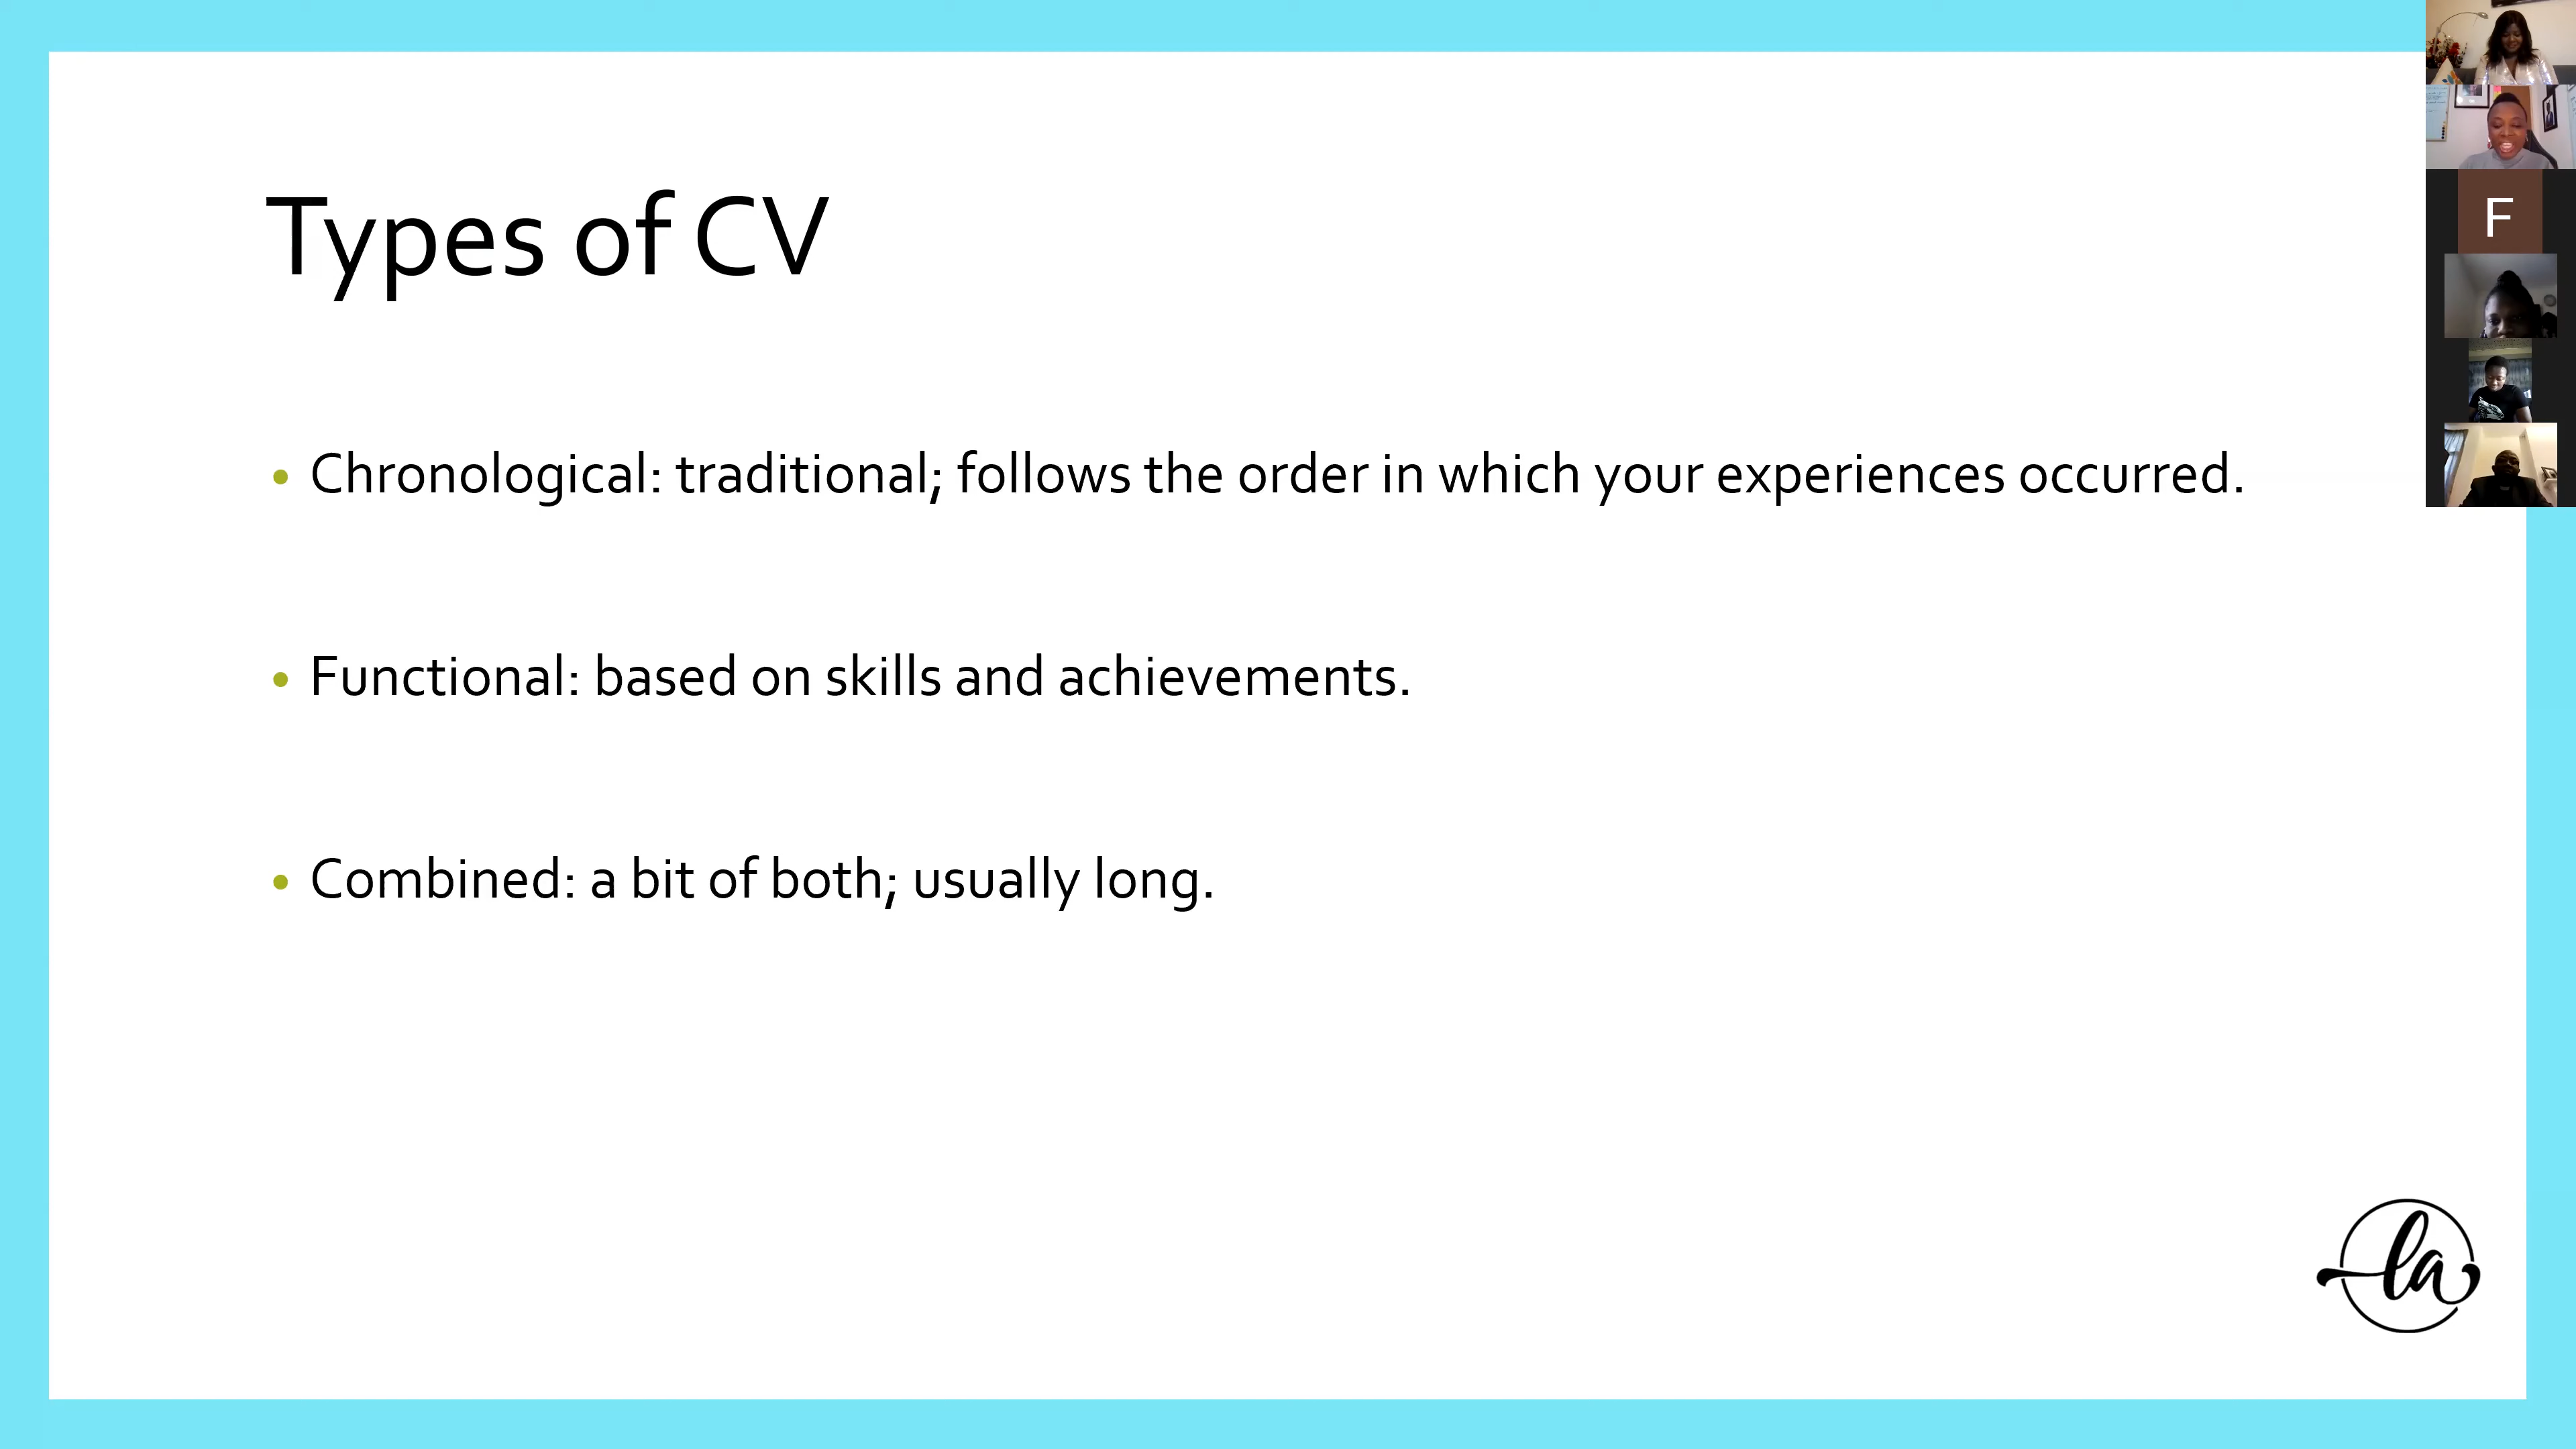 Types of CV
• Chronological: traditional; follows the order in which your experiences occurred.
• Functional: based on skills and achievements.
• Combined: a bit of both; usually long.
F
la